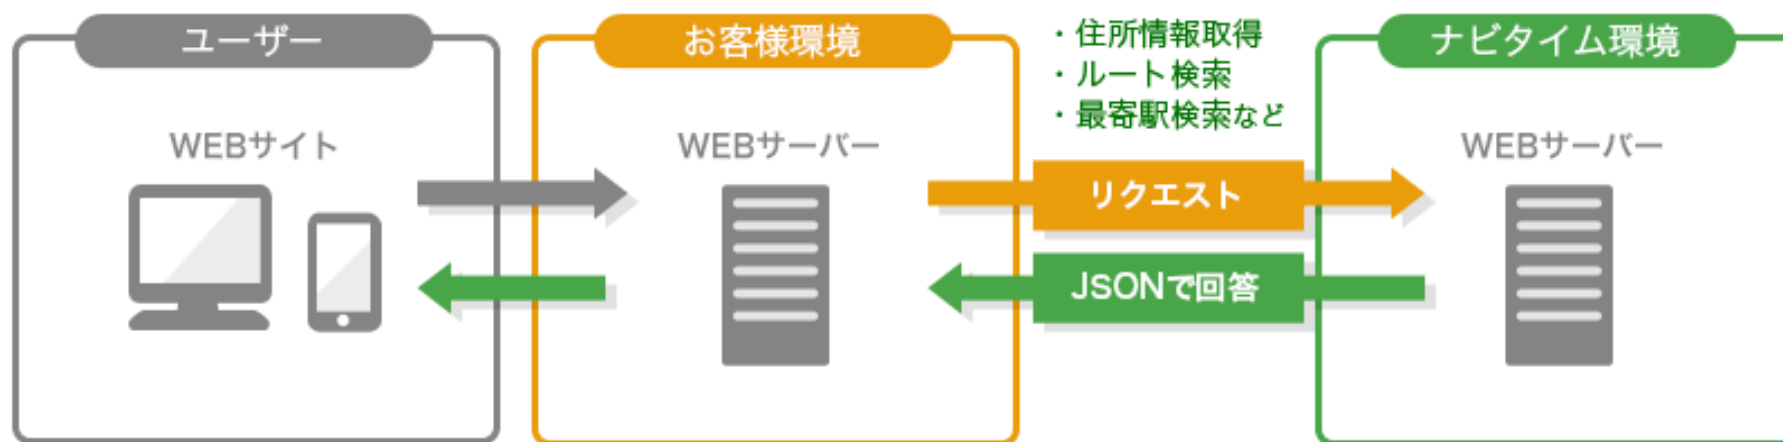 ユーザー
WEBサイト
お客様環境
WEBサーバー
・住所情報取得
・ルート検索
・最寄駅検索など
リクエスト
JSONで回答
ナビタイム環境
WEBサーバー